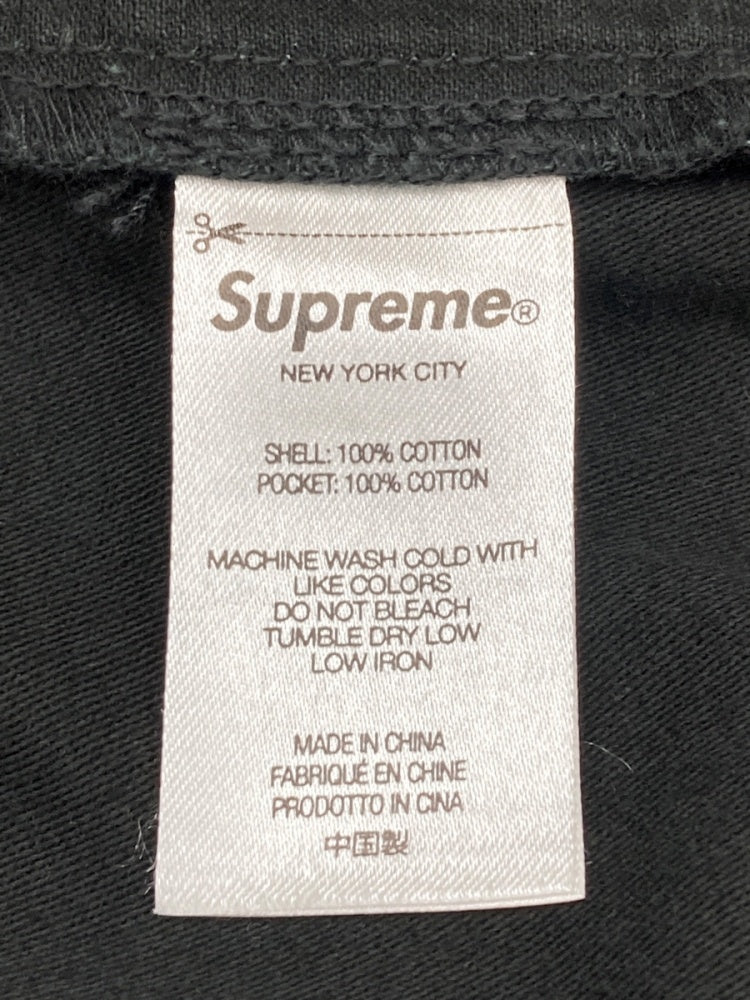 Supreme®
NEW YORK CITY
SHELL: 100% COTTON
POCKET: 100% COTTON
MACHINE WASH COLD WITH
LIKE COLORS
DO NOT BLEACH
TUMBLE DRY LOW
LOW IRON
MADE IN CHINA
FABRIQUÉ EN CHINE
PRODOTTO IN CINA
中国製